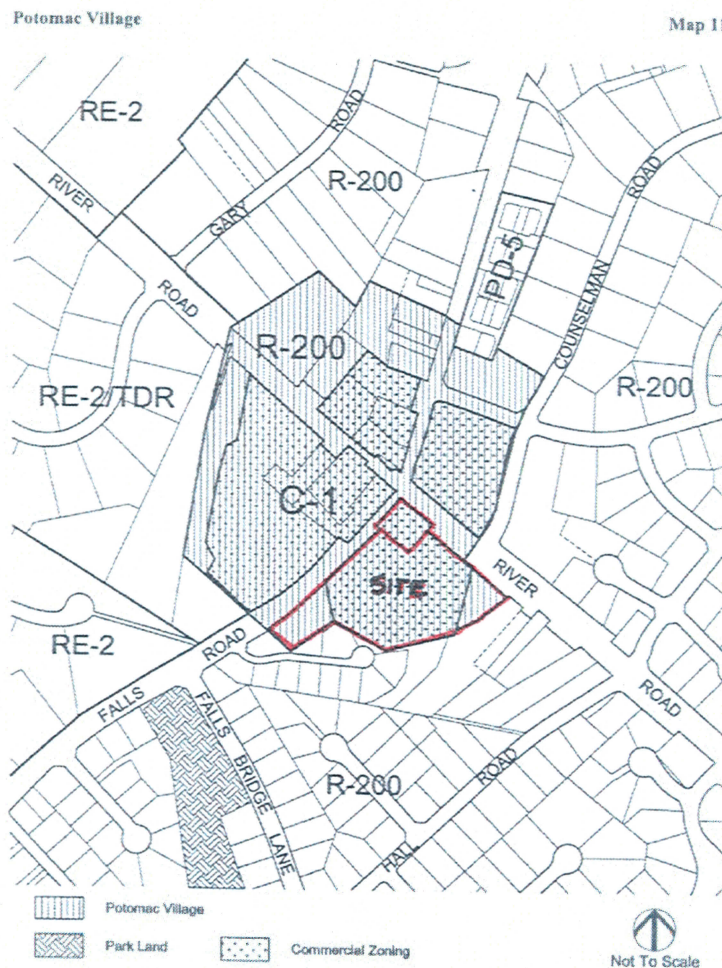 Potomac Village
Map 11
RE-2
RIVER
ROAD
GARY
ROAD
R-200
PD-5
ROAD
COUNSELMAN
R-200
R-200
RE-2/TDR
C-1
SITE
RIVER
ROAD
RE-2
FALLS
ROAD
FALLS
BRIDGE
LANE
R-200
HALL
ROAD
Potomac Village
Park Land
Commercial Zoning
Not To Scale